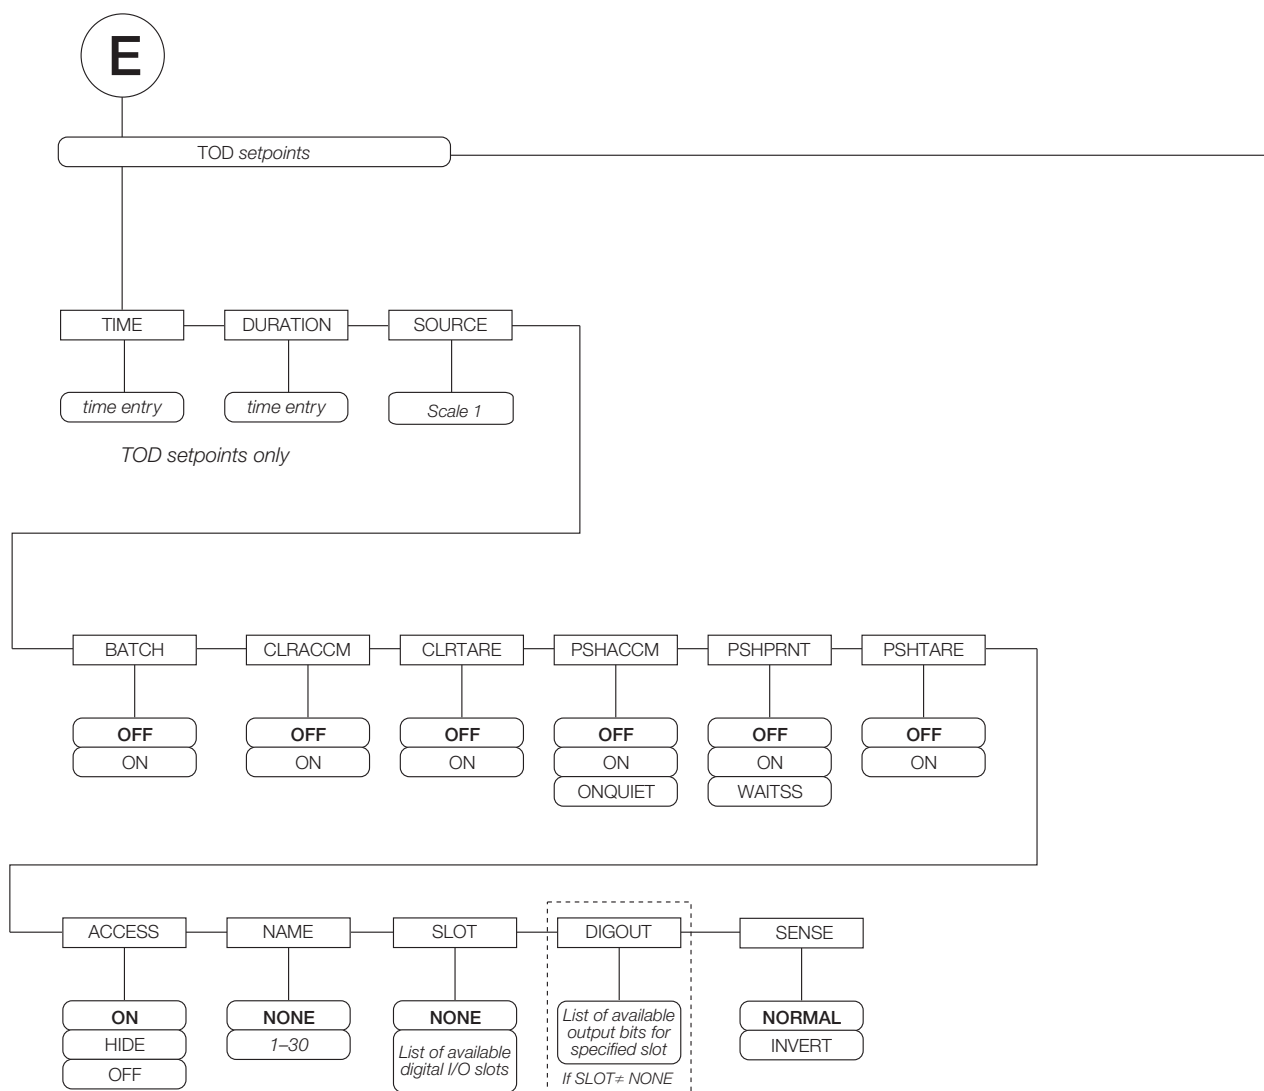 E
TOD setpoints
TIME
DURATION
SOURCE
time entry
time entry
Scale 1
TOD setpoints only
BATCH
CLRACCM
CLRTARE
PSHACCM
PSHPRNT
PSHTARE
OFF
OFF
OFF
OFF
OFF
OFF
ON
ON
ON
ON
ON
ON
ONQUIET
WAITSS
ACCESS
NAME
SLOT
DIGOUT
SENSE
ON
HIDE
OFF
NONE
1–30
NONE
List of available
digital I/O slots
List of available
output bits for
specified slot
If SLOT≠ NONE
NORMAL
INVERT